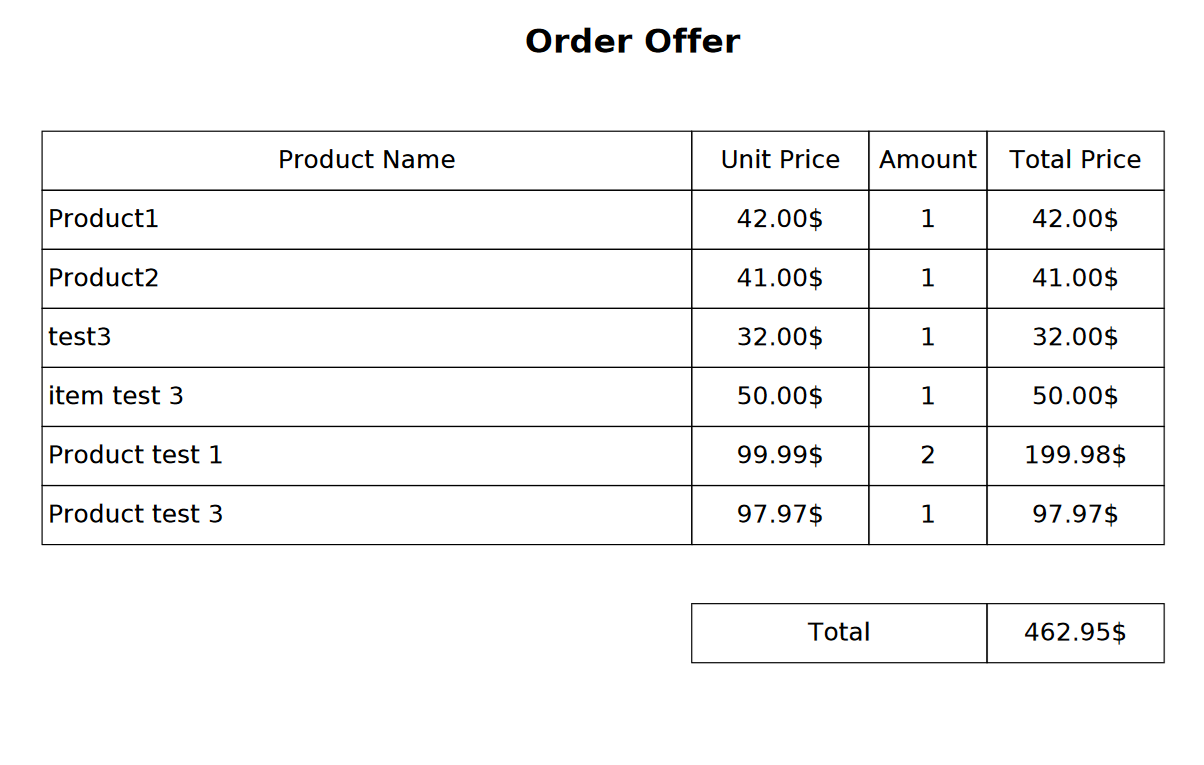 Order Offer
Product Name Unit Price Amount Total Price
Product1 42.00$ 1 42.00$
Product2 41.00$ 1 41.00$
test3 32.00$ 1 32.00$
item test 3 50.00$ 1 50.00$
Product test 1 99.99$ 2 199.98$
Product test 3 97.97$ 1 97.97$
Total 462.95$